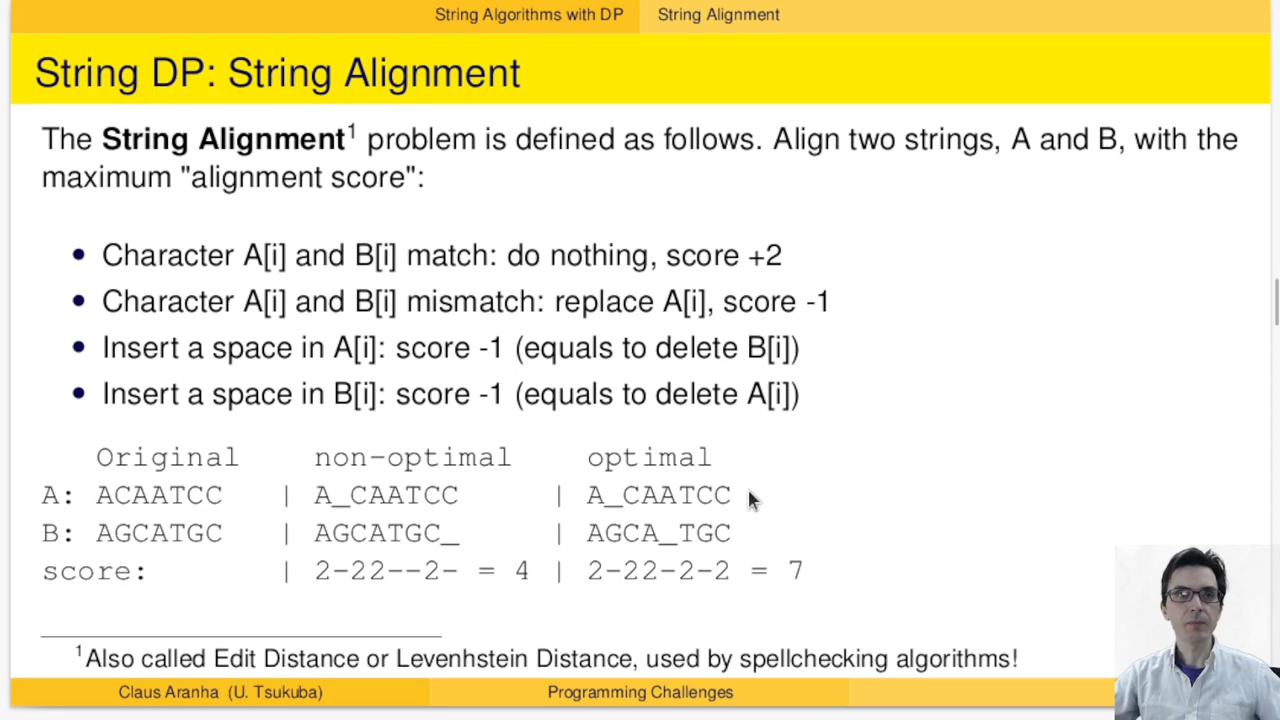 String Algorithms with DP String Alignment
String DP: String Alignment
The String Alignment1 problem is defined as follows. Align two strings, A and B, with the
maximum "alignment score":
• Character A[i] and B[i] match: do nothing, score +2
• Character A[i] and B[i] mismatch: replace A[i], score -1
• Insert a space in A[i]: score -1 (equals to delete B[i])
• Insert a space in B[i]: score -1 (equals to delete A[i])
Original non-optimal optimal
A: ACAATCC | A_CAATCC | A_CAATCC
B: AGCATGC | AGCATGC_ | AGCA_TGC
score: | 2-22--2- = 4 | 2-22-2-2 = 7
1Also called Edit Distance or Levenhstein Distance, used by spellchecking algorithms!
Claus Aranha (U. Tsukuba) Programming Challenges